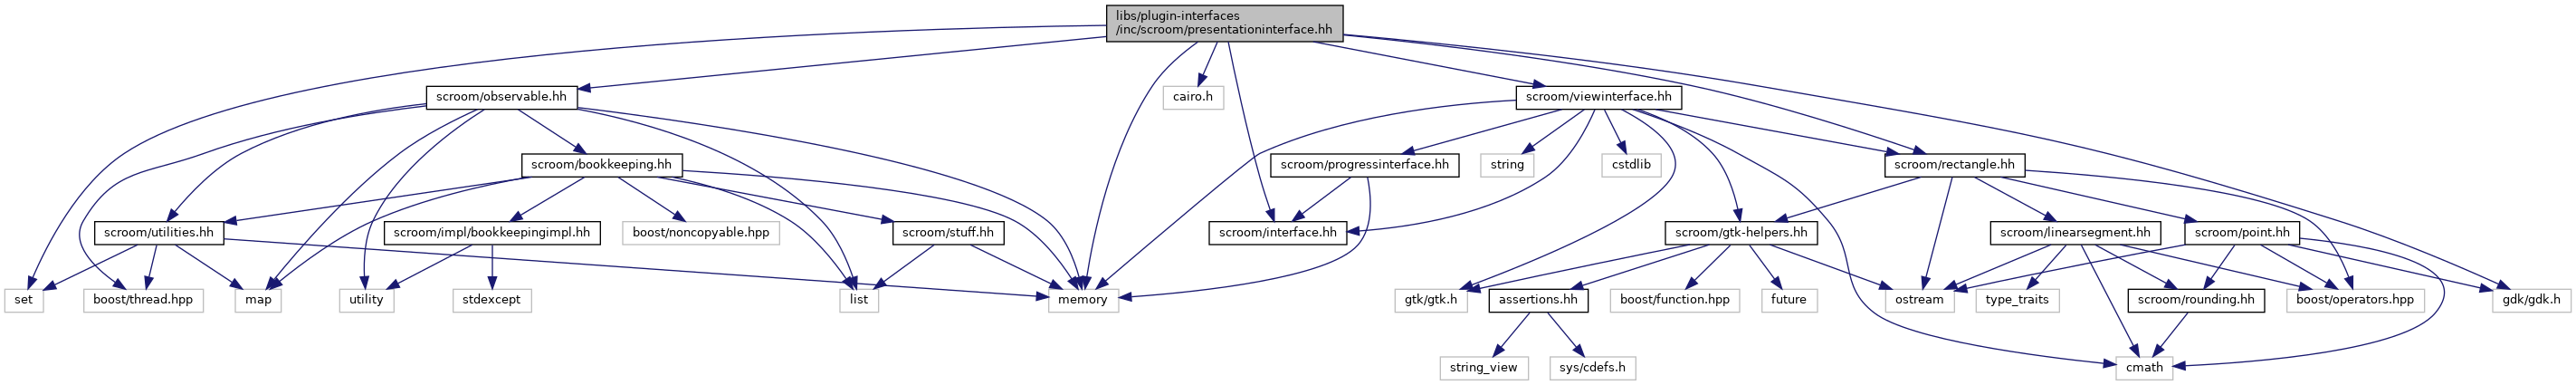 libs/plugin-interfaces
/inc/scroom/presentationinterface.hh
scroom/observable.hh
cairo.h
scroom/viewinterface.hh
scroom/bookkeeping.hh
scroom/progressinterface.hh
string
cstdlib
scroom/rectangle.hh
scroom/utilities.hh
scroom/impl/bookkeepingimpl.hh
boost/noncopyable.hpp
scroom/stuff.hh
scroom/interface.hh
scroom/gtk-helpers.hh
scroom/linearsegment.hh
scroom/point.hh
set
boost/thread.hpp
map
utility
stdexcept
list
memory
gtk/gtk.h
assertions.hh
boost/function.hpp
future
ostream
type_traits
scroom/rounding.hh
boost/operators.hpp
gdk/gdk.h
string_view
sys/cdefs.h
cmath